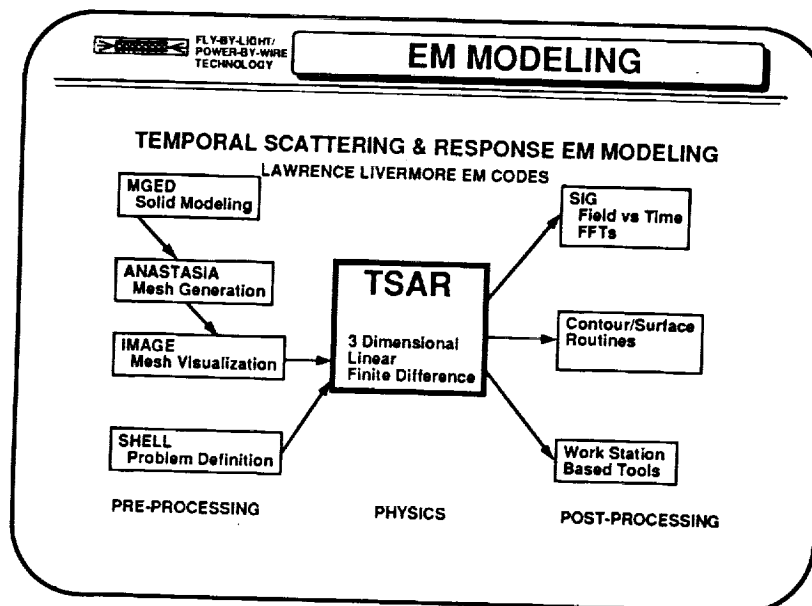 FLY-BY-LIGHT/
POWER-BY-WIRE
TECHNOLOGY
EM MODELING
TEMPORAL SCATTERING & RESPONSE EM MODELING
LAWRENCE LIVERMORE EM CODES
MGED
Solid Modeling
ANASTASIA
Mesh Generation
IMAGE
Mesh Visualization
SHELL
Problem Definition
PRE-PROCESSING
TSAR
3 Dimensional
Linear
Finite Difference
PHYSICS
SIG
Field vs Time
FFTs
Contour/Surface
Routines
Work Station
Based Tools
POST-PROCESSING